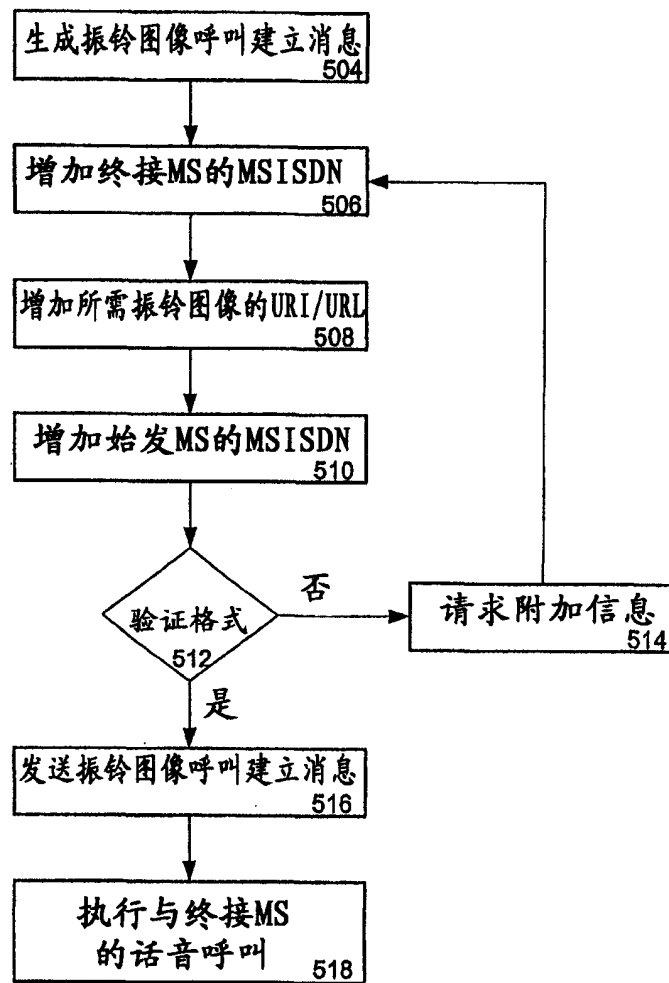 生成振铃图像呼叫建立消息
504
增加终接MS的MSISDN
506
增加所需振铃图像的URI/URL
508
增加始发MS的MSISDN
510
验证格式
512
否
请求附加信息
514
是
发送振铃图像呼叫建立消息
516
执行与终接MS
的话音呼叫
518